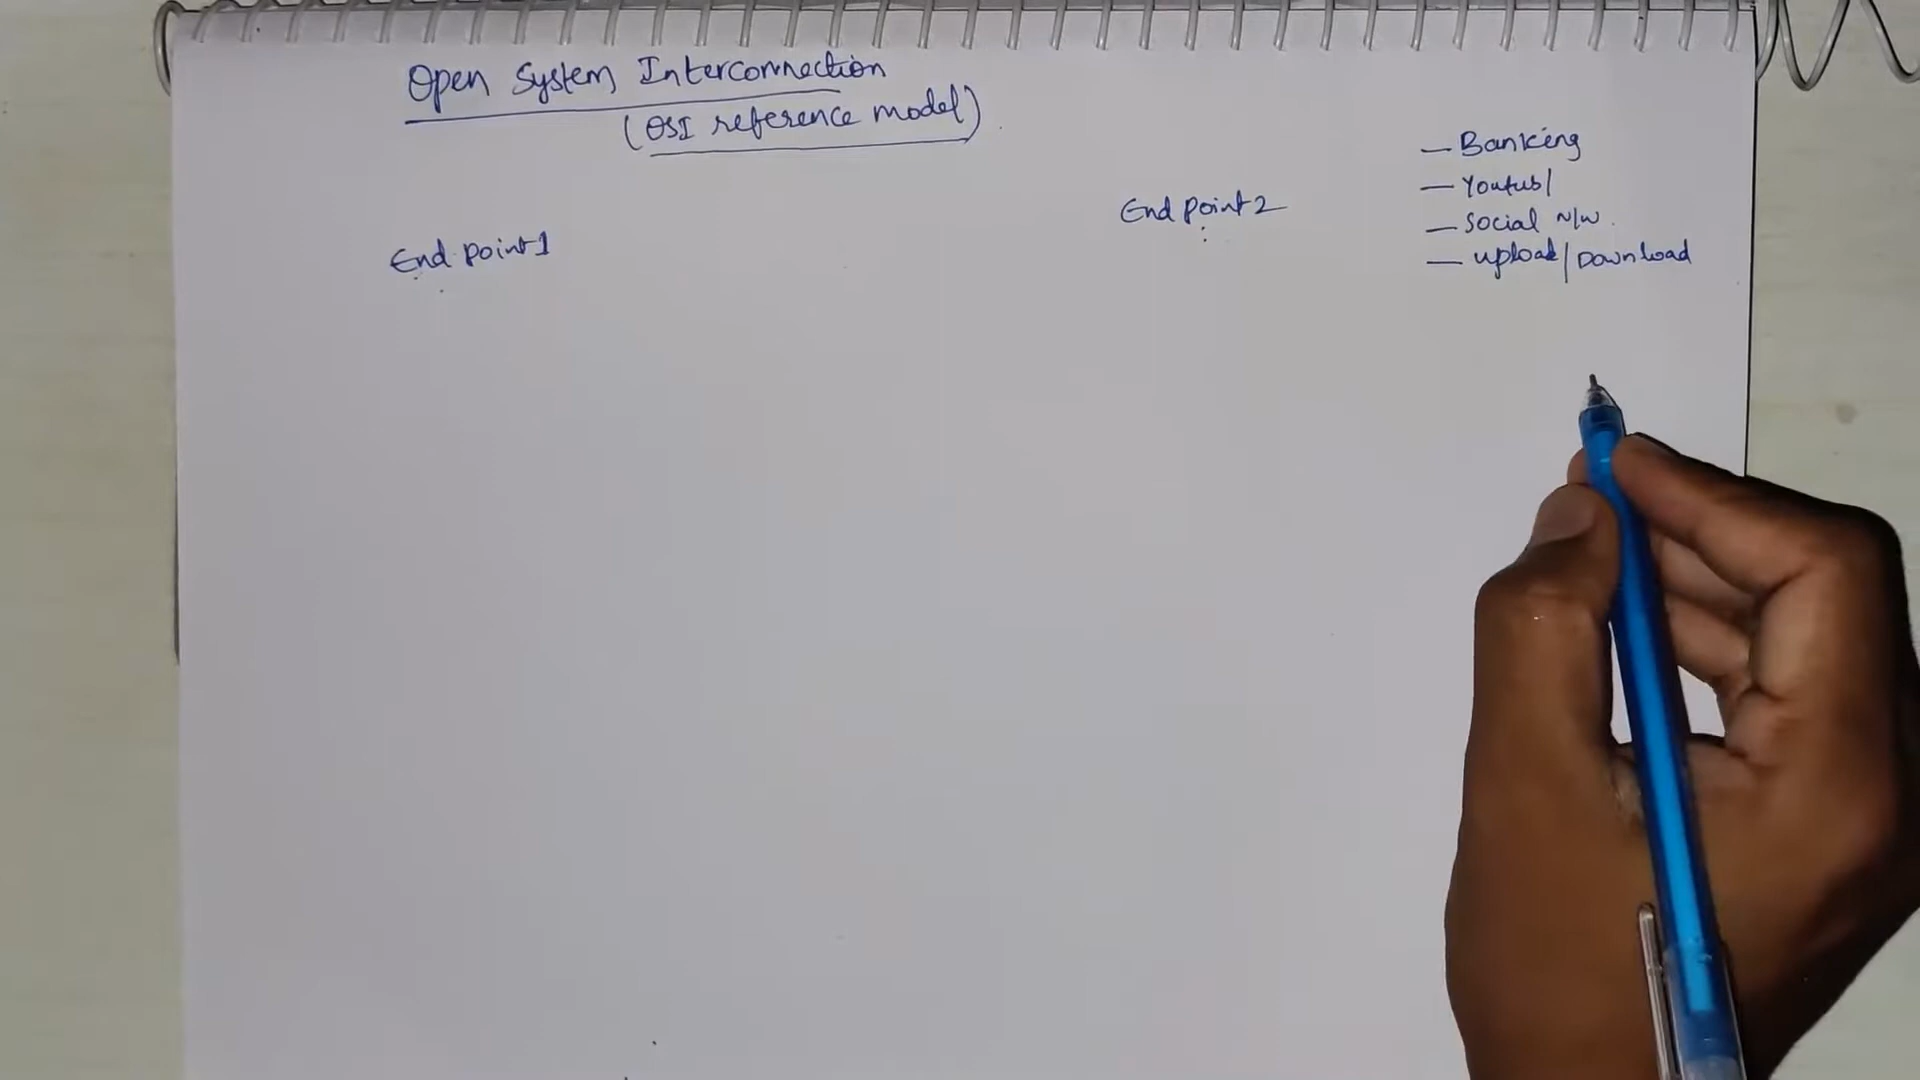 Open System Interconnection
(OSI reference model)
— Banking
— Youtub/
— Social N/W.
— upload/Download
End point 2
End point 1